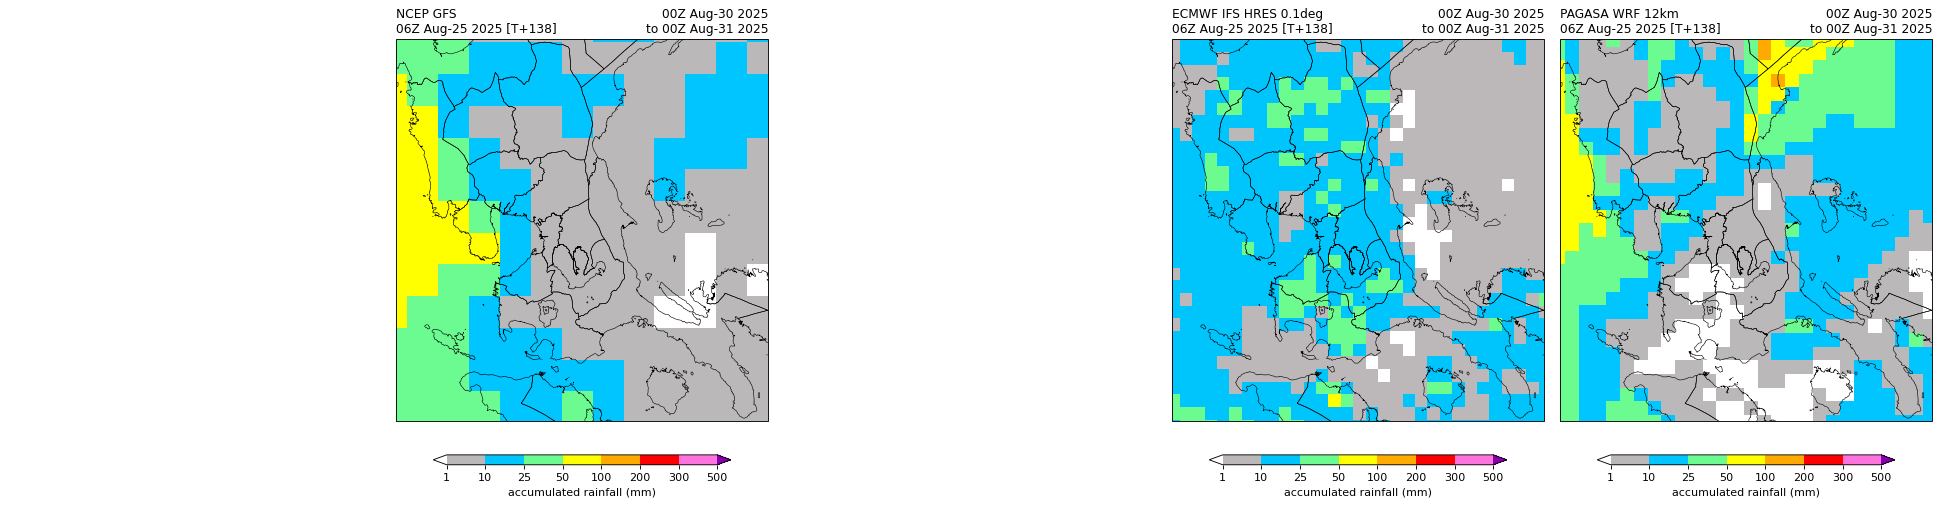 NCEP GFS 00Z Aug-30 2025
06Z Aug-25 2025 [T+138] to 00Z Aug-31 2025
1 10 25 50 100 200 300 500
accumulated rainfall (mm)
ECMWF IFS HRES 0.1deg 00Z Aug-30 2025
06Z Aug-25 2025 [T+138] to 00Z Aug-31 2025
1 10 25 50 100 200 300 500
accumulated rainfall (mm)
PAGASA WRF 12km 00Z Aug-30 2025
06Z Aug-25 2025 [T+138] to 00Z Aug-31 2025
1 10 25 50 100 200 300 500
accumulated rainfall (mm)